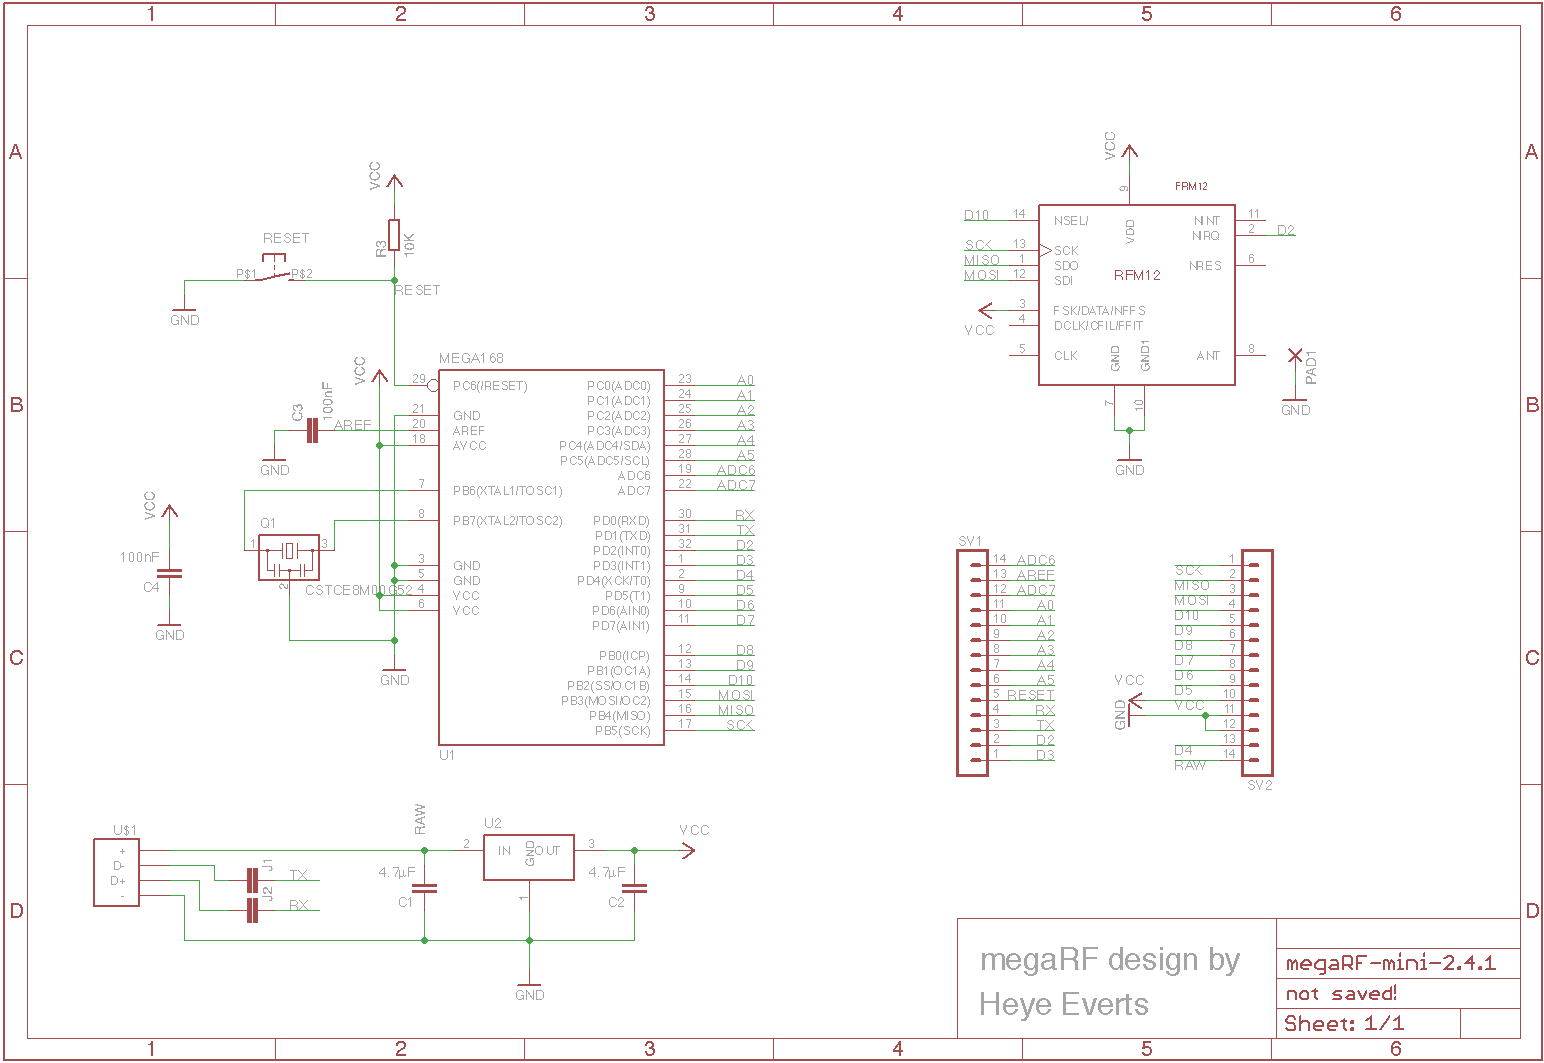 1 2 3 4 5 6
A A
VCC
9
FRM12
VCC
D10 14 NSEL/ VDD NINT 11
NIRQ 2 D2
RESET
R3 10K
SCK 13 SCK
MISO 1 SDO NRES 6
MOSI 12 SDI
RFM12
P$1 P$2
RESET
GND
3 FSK/DATA/NFFS
VCC
4 DCLK/CFIL/FFIT
5 CLK GND GND1 ANT 8
PAD1
7 10
GND
GND
B B
MEGA168
VCC
29 PC6(/RESET) PC0(ADC0) 23 A0
PC1(ADC1) 24 A1
21 GND PC2(ADC2) 25 A2
C3 100nF
AREF 20 AREF PC3(ADC3) 26 A3
18 AVCC PC4(ADC4/SDA) 27 A4
PC5(ADC5/SCL) 28 A5
GND
ADC6 19 ADC6
7 PB6(XTAL1/TOSC1) ADC7 22 ADC7
VCC
8 PB7(XTAL2/TOSC2) PD0(RXD) 30 RX
Q1
PD1(TXD) 31 TX
1 3
PD2(INT0) 32 D2
100nF
3 GND PD3(INT1) 1 D3
C4
2
5 GND PD4(XCK/T0) 2 D4
CSTCE8M00G52
4 VCC PD5(T1) 9 D5
6 VCC PD6(AIN0) 10 D6
PD7(AIN1) 11 D7
GND
PB0(ICP) 12 D8
PB1(OC1A) 13 D9
GND
PB2(SS/OC1B) 14 D10
PB3(MOSI/OC2) 15 MOSI
PB4(MISO) 16 MISO
PB5(SCK) 17 SCK
U1
SV1
14 ADC6
13 AREF
12 ADC7
11 A0
10 A1
9 A2
8 A3
7 A4
6 A5
5 RESET
4 RX
3 TX
2 D2
1 D3
1
SCK 2
MISO 3
MOSI 4
D10 5
D9 6
D8 7
D7 8
D6 9
VCC
D5 10
VCC 11
GND
12
13
D4 14
RAW
SV2
C C
U$1
+
D-
D+
-
J1 TX
J2 RX
RAW
4.7µF
C1
U2
2 IN GND OUT 3
1
4.7µF
C2
VCC
GND
D D
megaRF design by
Heye Everts
megaRF-mini-2.4.1
not saved!
Sheet: 1/1
1 2 3 4 5 6